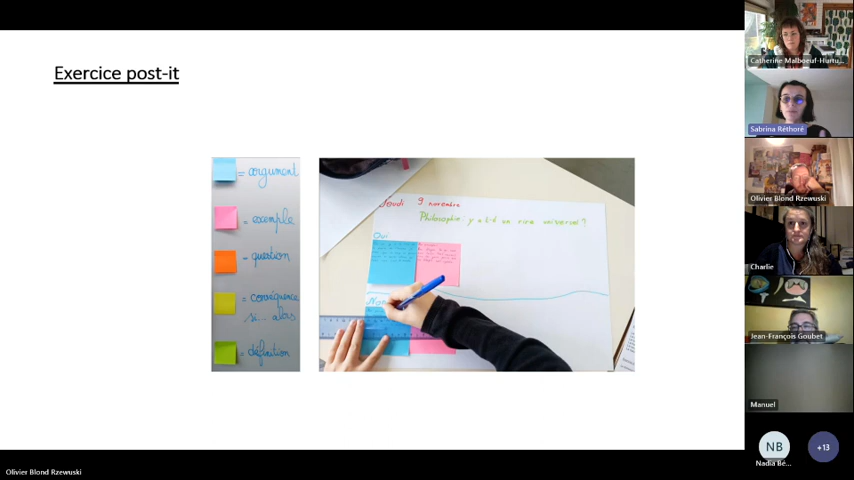 Exercice post-it
= argument
= exemple
= question
= conséquence
si... alors
= définition
Jeudi 9 novembre
Philosophie: y a t-il un rire universel?
Oui
Non
Catherine Malboeuf-Hurtu...
Sabrina Réthoré
Olivier Blond Rzewuski
Charlie
Jean-François Goubet
Manuel
NB
Nadia Bé...
+13
Olivier Blond Rzewuski